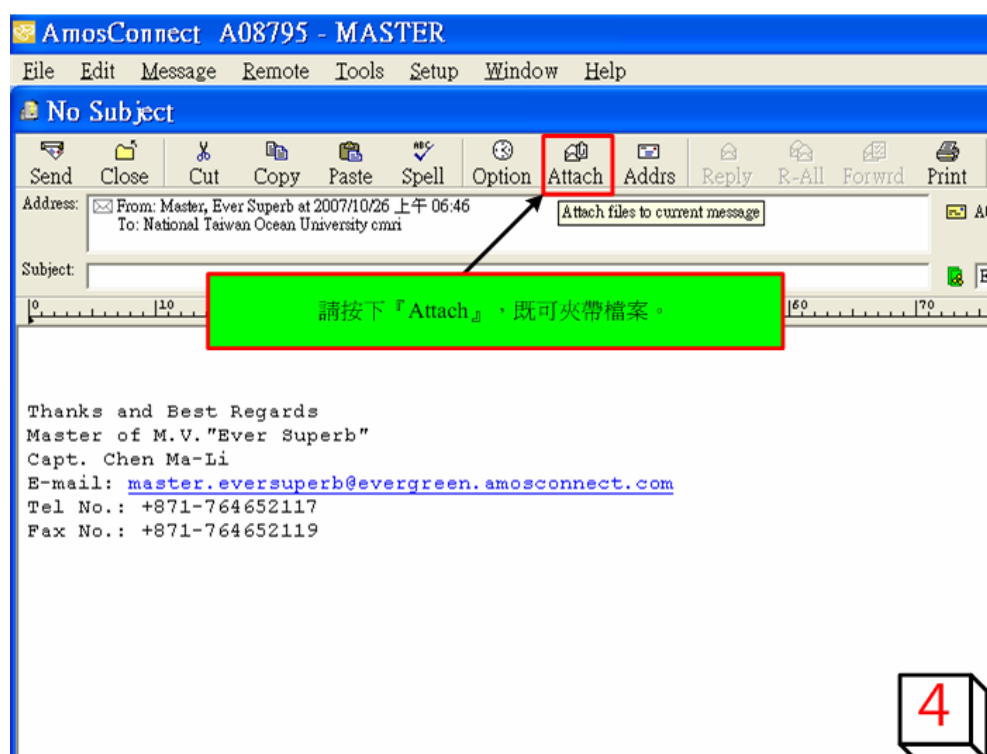 AmosConnect A08795 - MASTER
File Edit Message Remote Tools Setup Window Help
No Subject
Send Close Cut Copy Paste Spell Option Attach Addrs Reply R-All Forwrd Print
Address: From: Master, Ever Superb at 2007/10/26 上午 06:46
To: National Taiwan Ocean University cmri
Attach files to current message
Subject:
請按下『Attach』，既可夾帶檔案。
0 10 60 70
Thanks and Best Regards
Master of M.V."Ever Superb"
Capt. Chen Ma-Li
E-mail: master.eversuperb@evergreen.amosconnect.com
Tel No.: +871-764652117
Fax No.: +871-764652119
4